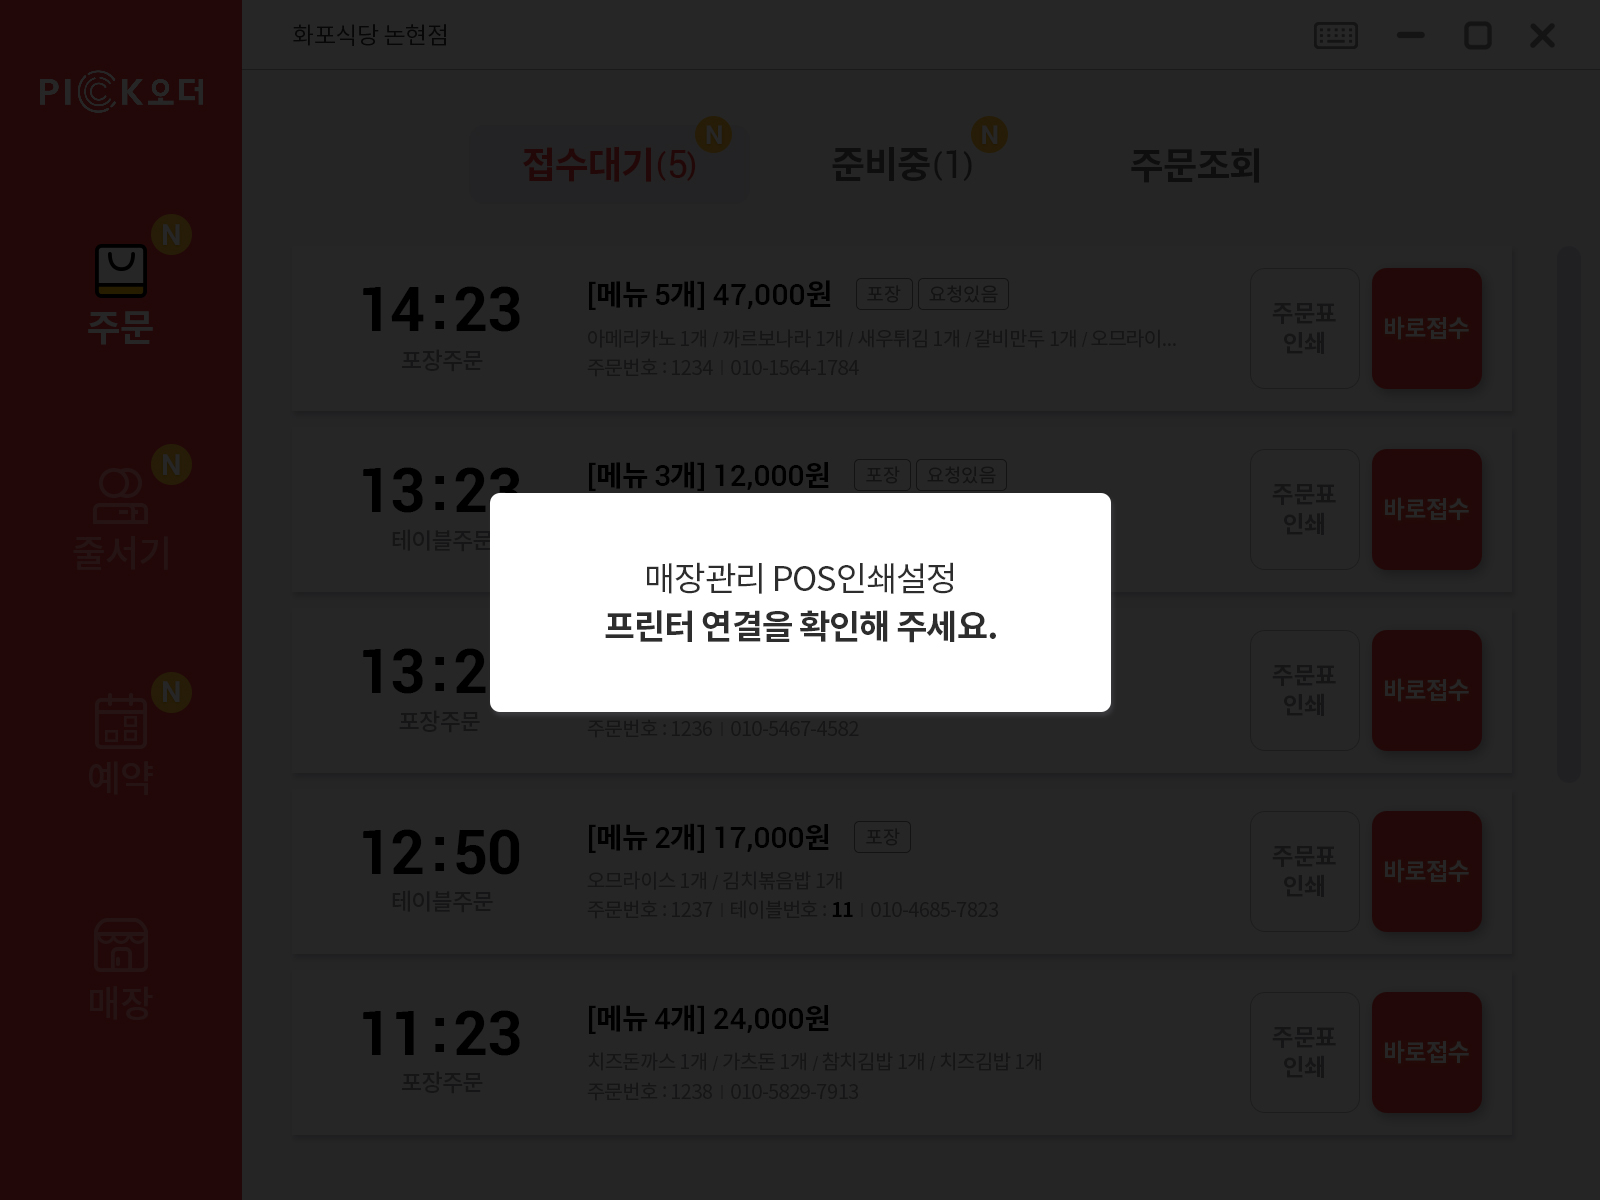 화포식당 논현점
PICK오더
N
주문
N
줄서기
N
예약
매장
접수대기(5)
N
준비중(1)
N
주문조회
14:23
포장주문
[메뉴 5개] 47,000원 포장 요청있음
아메리카노 1개 / 까르보나라 1개 / 새우튀김 1개 / 갈비만두 1개 / 오므라이...
주문번호 : 1234 | 010-1564-1784
주문표
인쇄
바로접수
13:23
테이블주문
[메뉴 3개] 12,000원 포장 요청있음
주문표
인쇄
바로접수
매장관리 POS인쇄설정
프린터 연결을 확인해 주세요.
13:2
포장주문
주문번호 : 1236 | 010-5467-4582
주문표
인쇄
바로접수
12:50
테이블주문
[메뉴 2개] 17,000원 포장
오므라이스 1개 / 김치볶음밥 1개
주문번호 : 1237 | 테이블번호 : 11 | 010-4685-7823
주문표
인쇄
바로접수
11:23
포장주문
[메뉴 4개] 24,000원
치즈돈까스 1개 / 가츠돈 1개 / 참치김밥 1개 / 치즈김밥 1개
주문번호 : 1238 | 010-5829-7913
주문표
인쇄
바로접수